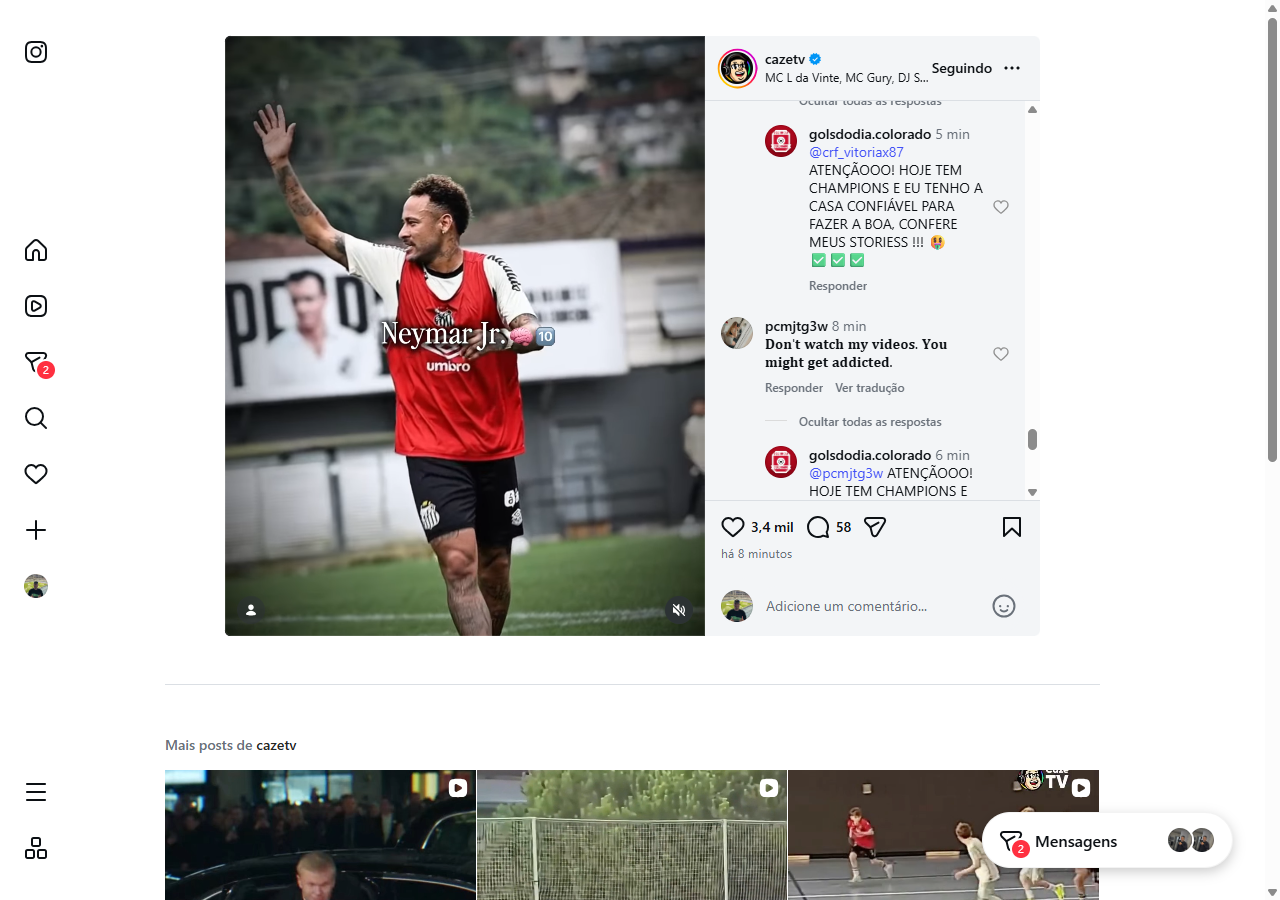 cazetv
MC L da Vinte, MC Gury, DJ S...
Seguindo
Ocultar todas as respostas
golsdodia.colorado 5 min
@crf_vitoriax87
ATENÇÃOOO! HOJE TEM
CHAMPIONS E EU TENHO A
CASA CONFIÁVEL PARA
FAZER A BOA, CONFERE
MEUS STORIESS !!! 🤑
✅ ✅ ✅
Responder
pcmjtg3w 8 min
𝐃𝐨𝐧'𝐭 𝐰𝐚𝐭𝐜𝐡 𝐦𝐲 𝐯𝐢𝐝𝐞𝐨𝐬. 𝐘𝐨𝐮
𝐦𝐢𝐠𝐡𝐭 𝐠𝐞𝐭 𝐚𝐝𝐝𝐢𝐜𝐭𝐞𝐝.
Responder Ver tradução
Ocultar todas as respostas
golsdodia.colorado 6 min
@pcmjtg3w ATENÇÃOOO!
HOJE TEM CHAMPIONS E
Neymar Jr.🧠🔟
umbro
3,4 mil 58
há 8 minutos
Adicione um comentário...
2
Mais posts de cazetv
TV
2 Mensagens